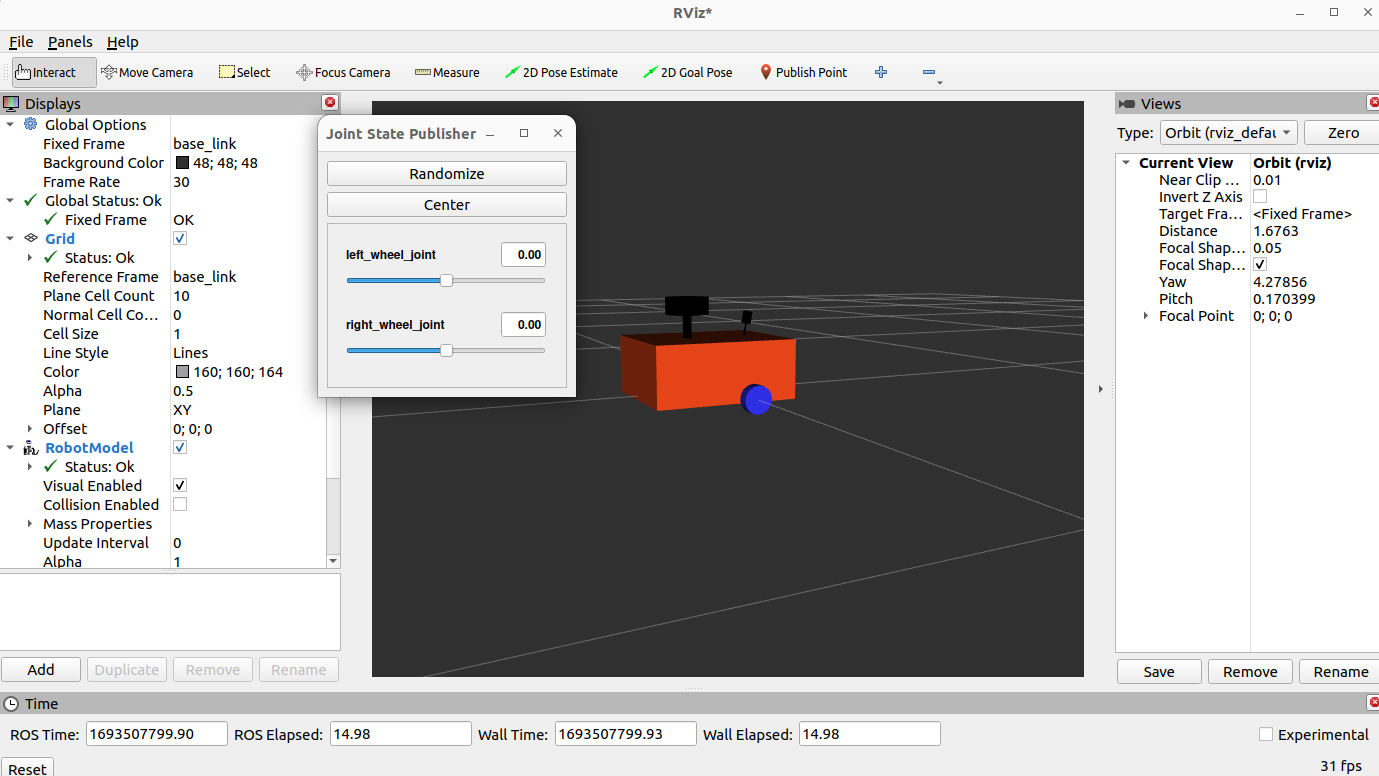 RViz*
File Panels Help
Interact Move Camera Select Focus Camera Measure 2D Pose Estimate 2D Goal Pose Publish Point
Displays
Global Options
Fixed Frame base_link
Background Color 48; 48; 48
Frame Rate 30
Global Status: Ok
Fixed Frame OK
Grid
Status: Ok
Reference Frame base_link
Plane Cell Count 10
Normal Cell Co... 0
Cell Size 1
Line Style Lines
Color 160; 160; 164
Alpha 0.5
Plane XY
Offset 0; 0; 0
RobotModel
Status: Ok
Visual Enabled
Collision Enabled
Mass Properties
Update Interval 0
Alpha 1
Add Duplicate Remove Rename
Joint State Publisher
Randomize
Center
left_wheel_joint 0.00
right_wheel_joint 0.00
Views
Type: Orbit (rviz_defau Zero
Current View Orbit (rviz)
Near Clip ... 0.01
Invert Z Axis
Target Fra... <Fixed Frame>
Distance 1.6763
Focal Shap... 0.05
Focal Shap...
Yaw 4.27856
Pitch 0.170399
Focal Point 0; 0; 0
Save Remove Rename
Time
ROS Time: 1693507799.90 ROS Elapsed: 14.98 Wall Time: 1693507799.93 Wall Elapsed: 14.98 Experimental
Reset 31 fps